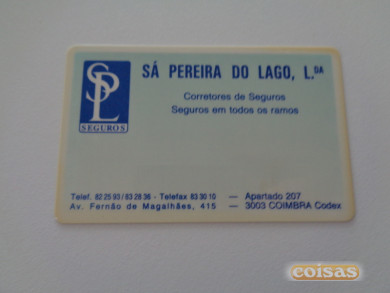 SPL
SEGUROS
SÁ PEREIRA DO LAGO, L.DA
Corretores de Seguros
Seguros em todos os ramos
Telef. 82 25 93 / 83 28 36 - Telefax 83 30 10 — Apartado 207
Av. Fernão de Magalhães, 415 — 3003 COIMBRA Codex
coisas